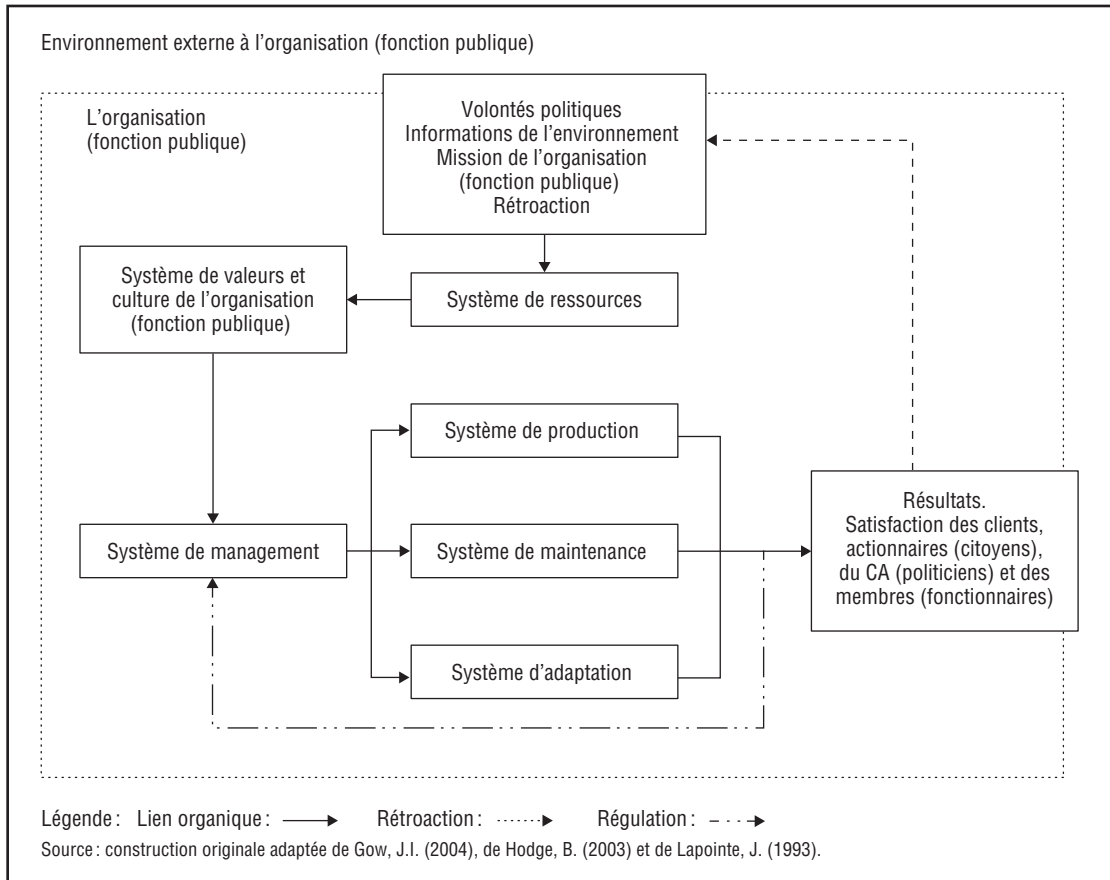 Environnement externe à l’organisation (fonction publique)
L’organisation
(fonction publique)
Volontés politiques
Informations de l’environnement
Mission de l’organisation
(fonction publique)
Rétroaction
Système de valeurs et
culture de l’organisation
(fonction publique)
Système de ressources
Système de production
Système de management
Système de maintenance
Système d’adaptation
Résultats.
Satisfaction des clients,
actionnaires (citoyens),
du CA (politiciens) et des
membres (fonctionnaires)
Légende : Lien organique : Rétroaction : Régulation :
Source : construction originale adaptée de Gow, J.I. (2004), de Hodge, B. (2003) et de Lapointe, J. (1993).